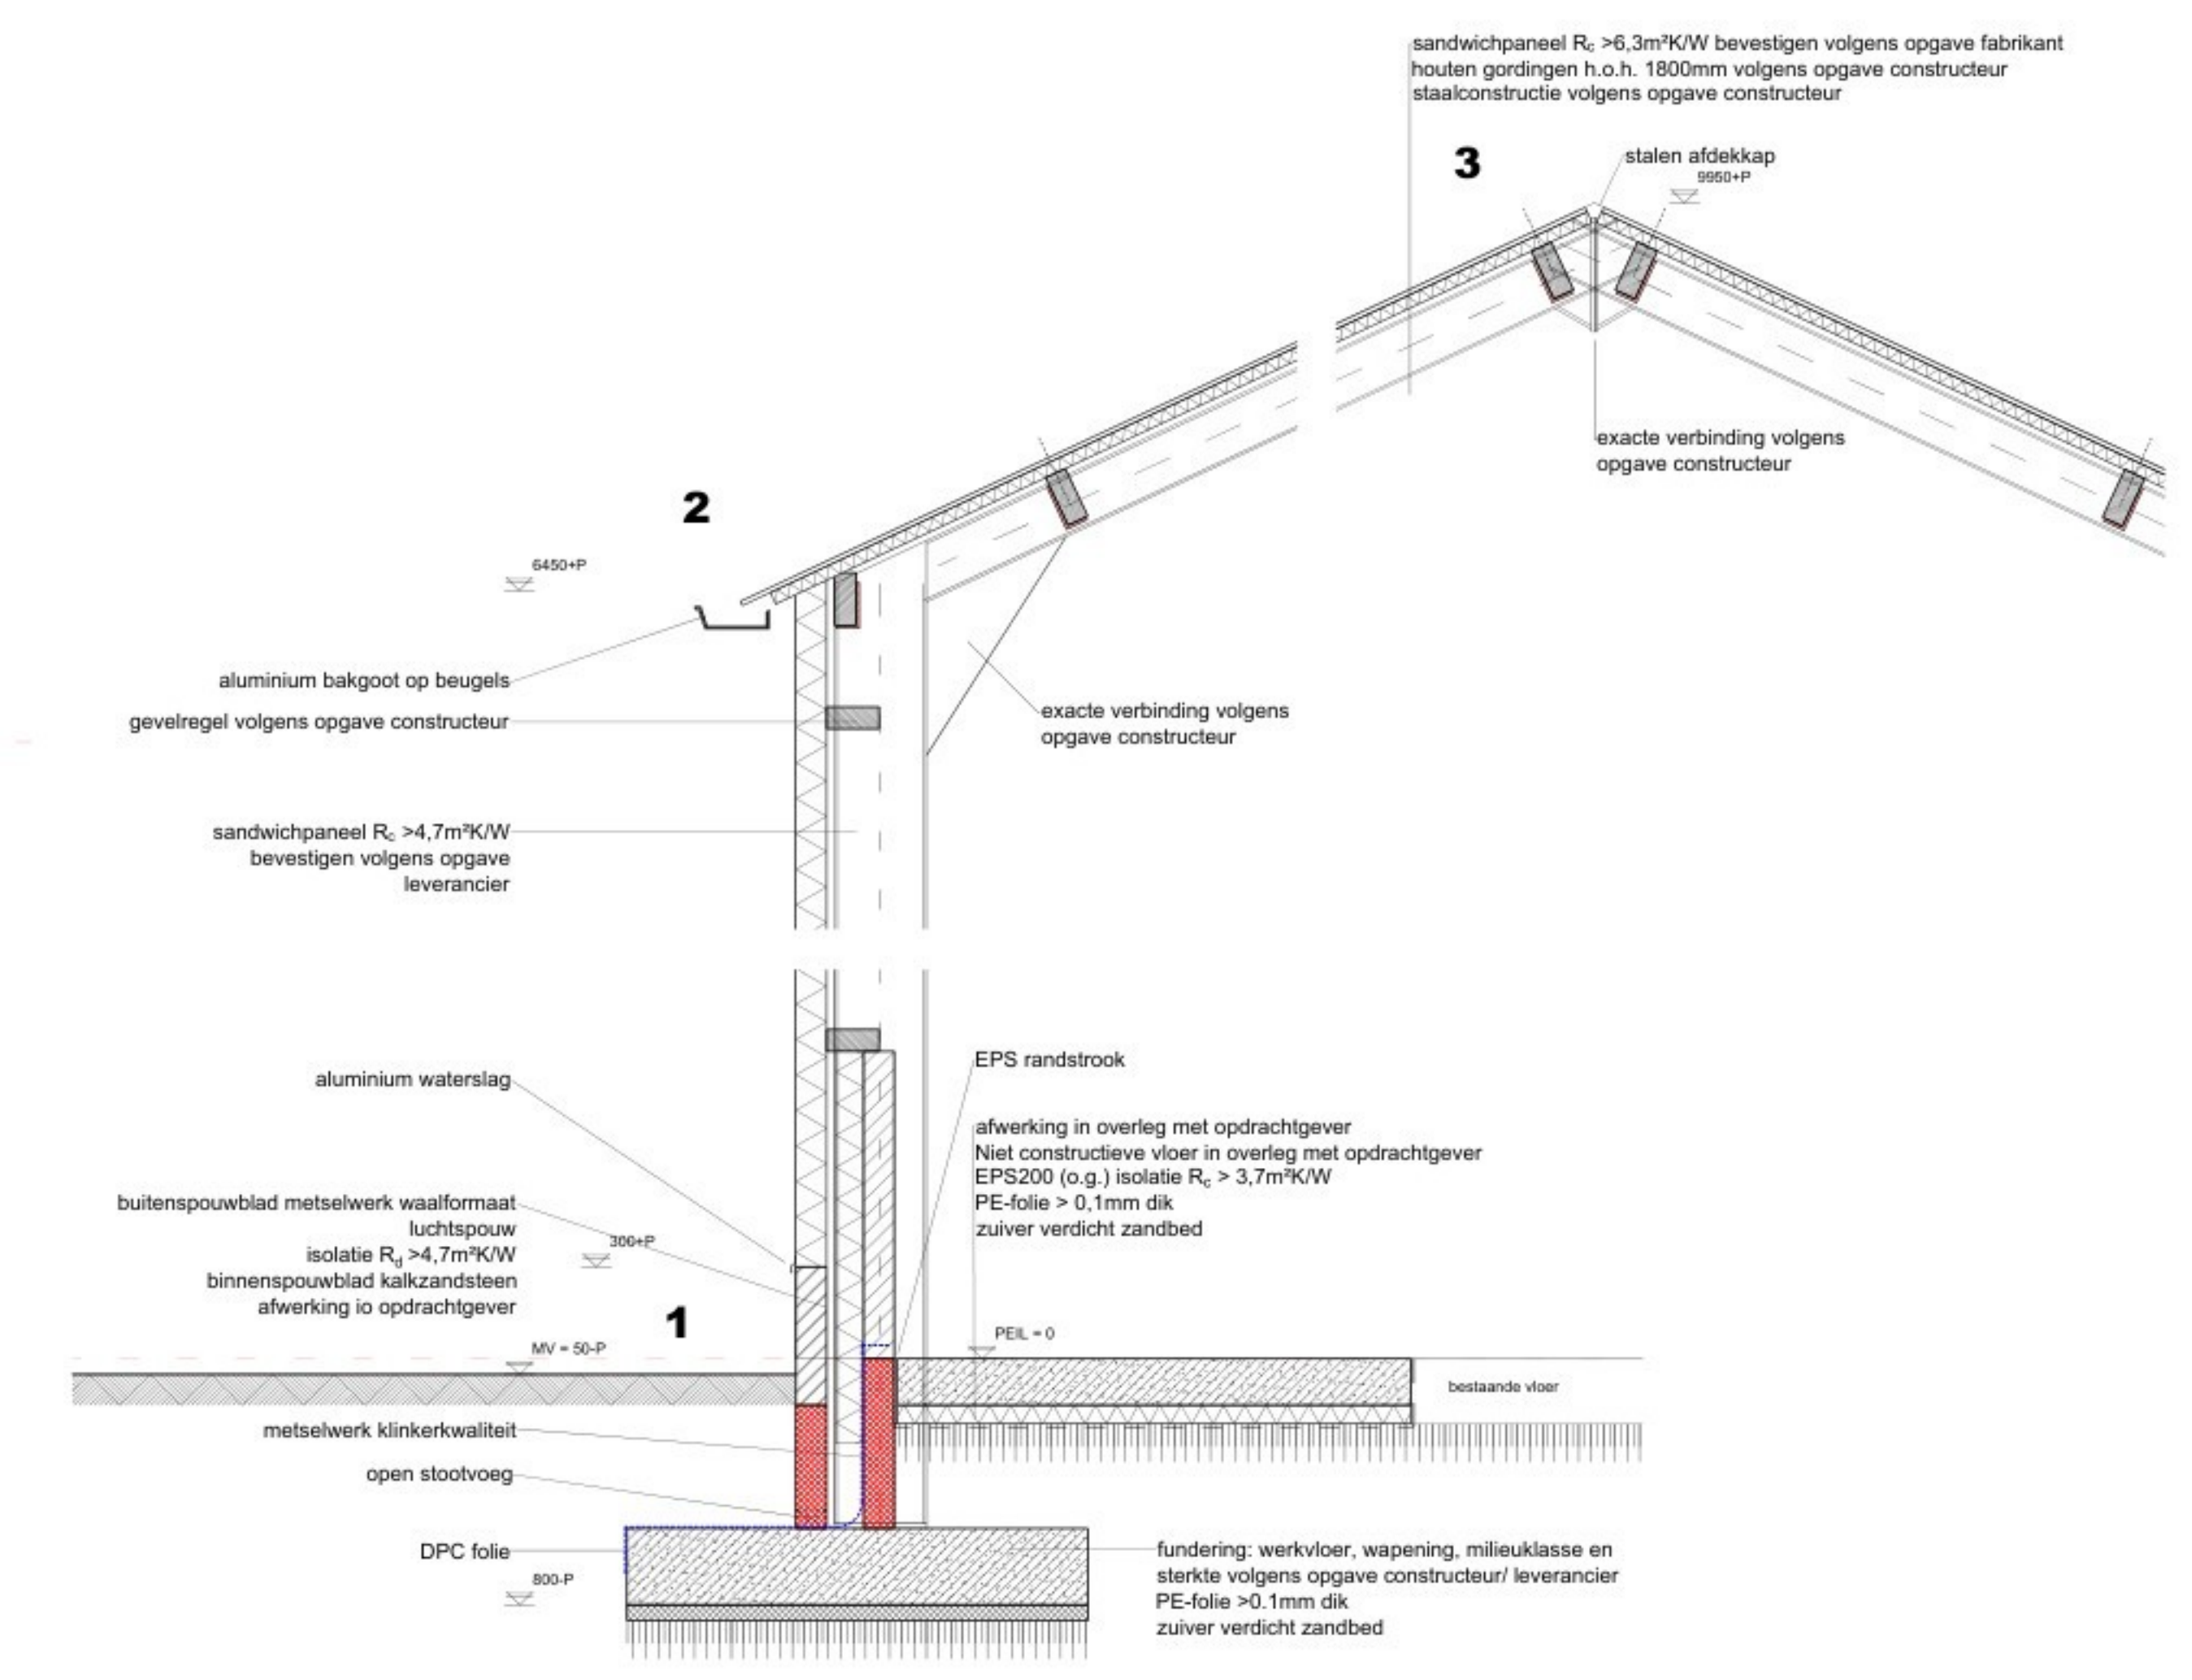 sandwichpaneel Rc >6,3m²K/W bevestigen volgens opgave fabrikant
houten gordingen h.o.h. 1800mm volgens opgave constructeur
staalconstructie volgens opgave constructeur
3
stalen afdekkap
9950+P
exacte verbinding volgens
opgave constructeur
2
6450+P
aluminium bakgoot op beugels
gevelregel volgens opgave constructeur
exacte verbinding volgens
opgave constructeur
sandwichpaneel Rc >4,7m²K/W
bevestigen volgens opgave
leverancier
aluminium waterslag
EPS randstrook
afwerking in overleg met opdrachtgever
Niet constructieve vloer in overleg met opdrachtgever
EPS200 (o.g.) isolatie Rc > 3,7m²K/W
PE-folie > 0,1mm dik
zuiver verdicht zandbed
buitenspouwblad metselwerk waalformaat
luchtspouw
isolatie Rd >4,7m²K/W
binnenspouwblad kalkzandsteen
afwerking io opdrachtgever
300+P
1
MV = 50-P
PEIL = 0
bestaande vloer
metselwerk klinkerkwaliteit
open stootvoeg
DPC folie
800-P
fundering: werkvloer, wapening, milieuklasse en
sterkte volgens opgave constructeur/ leverancier
PE-folie >0.1mm dik
zuiver verdicht zandbed